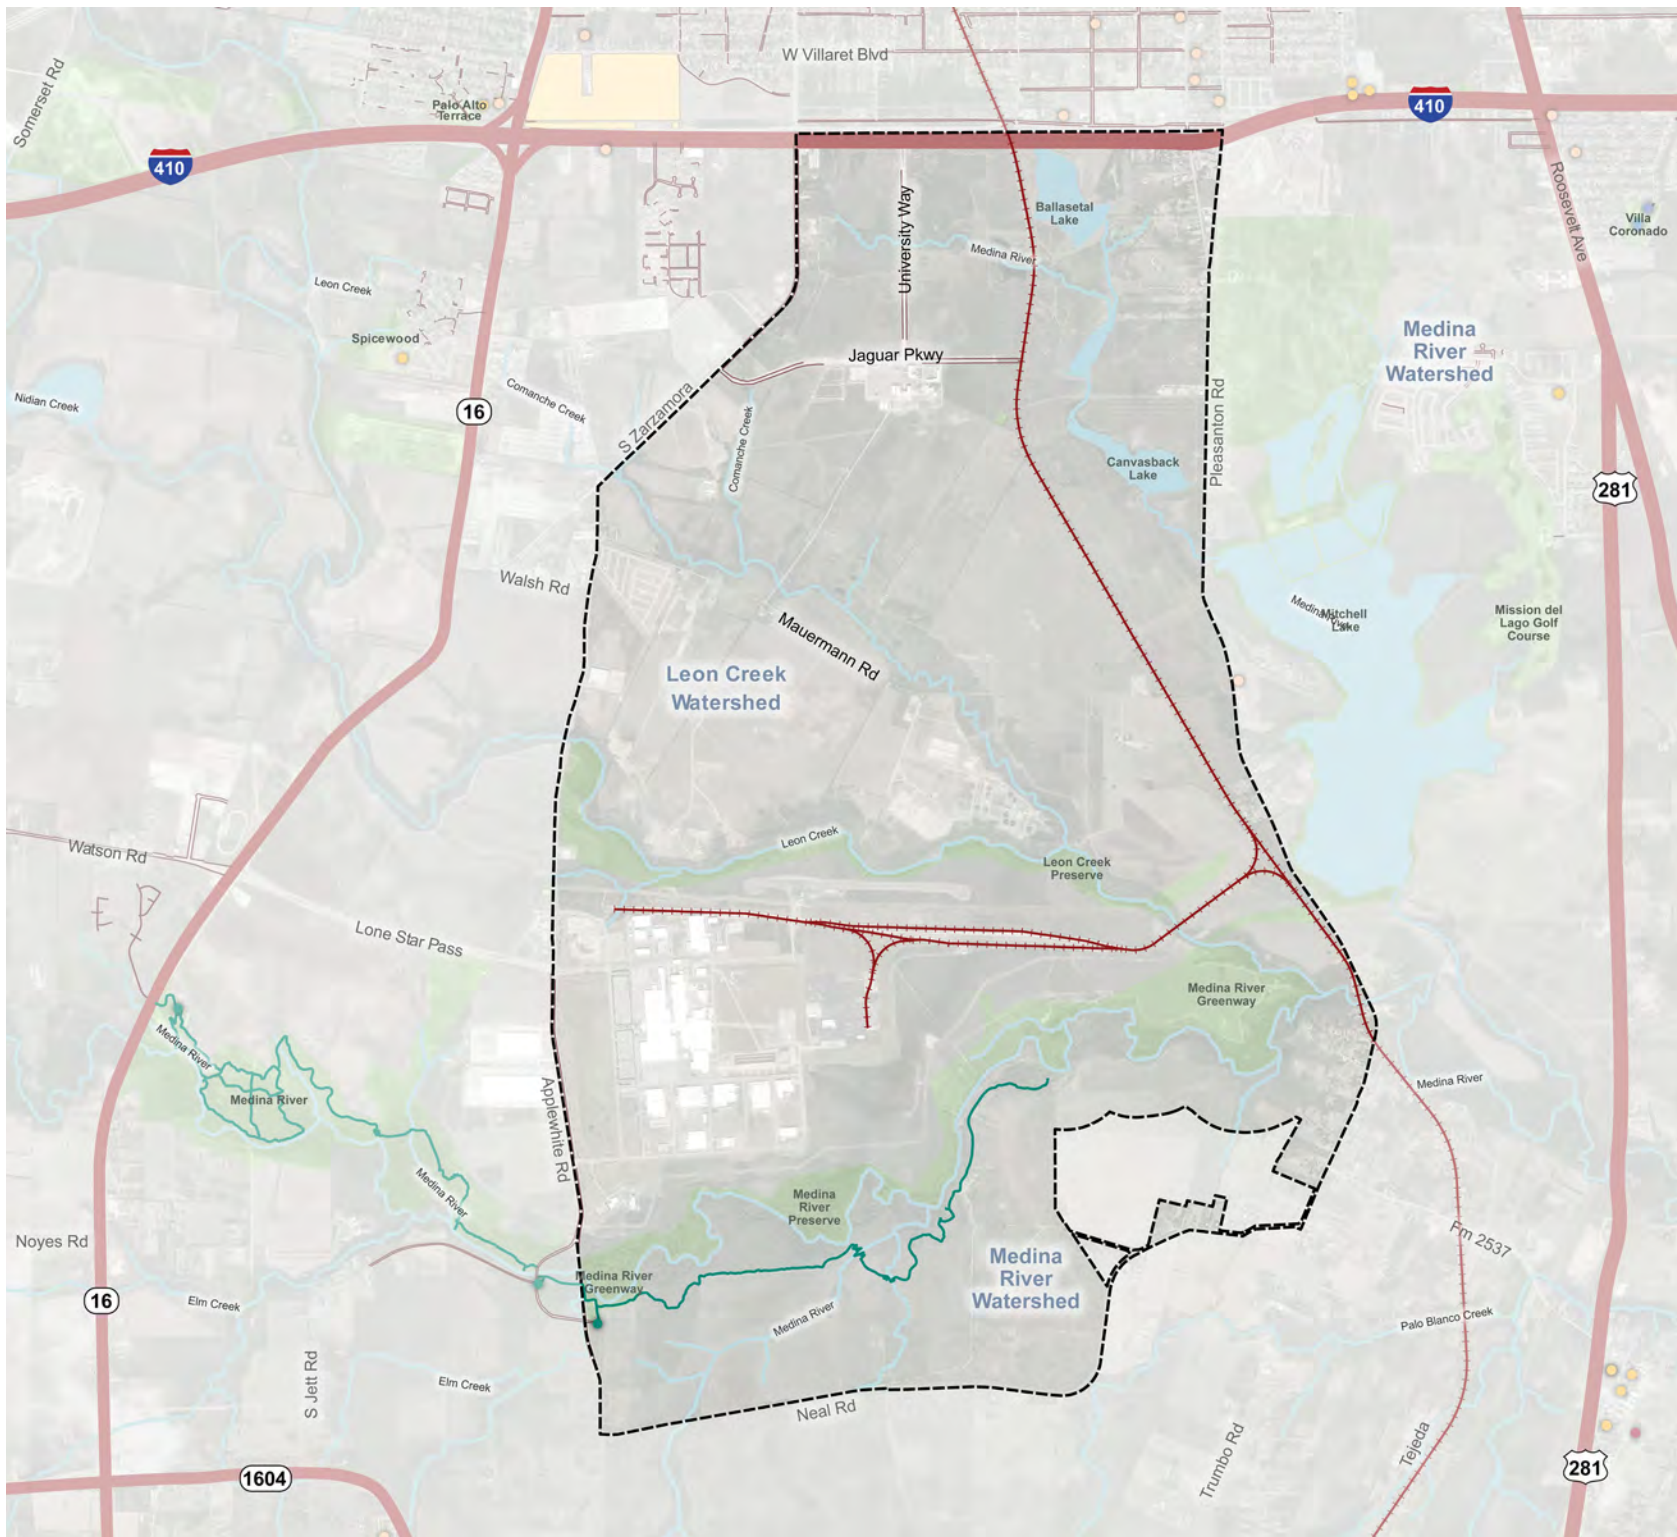 W Villaret Blvd
Somerset Rd
Palo Alto
Terrace
410
410
Roosevelt Ave
University Way
Ballasetal
Lake
Villa
Coronado
Medina River
Leon Creek
Spicewood
Jaguar Pkwy
Medina
River
Watershed
Nidian Creek
Comanche Creek
16
S Zarzamora
Comanche Creek
Pleasanton Rd
Canvasback
Lake
281
Walsh Rd
Mauermann Rd
Medina River
Mitchell
Lake
Mission del
Lago Golf
Course
Leon Creek
Watershed
Watson Rd
Leon Creek
Leon Creek
Preserve
Lone Star Pass
Medina River
Greenway
Medina River
Medina River
Applewhite Rd
Medina River
Medina River
Medina
River
Preserve
Noyes Rd
Medina River
Greenway
Medina
River
Watershed
Fm 2537
16
Elm Creek
Medina River
Palo Blanco Creek
S Jett Rd
Elm Creek
Neal Rd
Trumbo Rd
Tejeda
1604
281